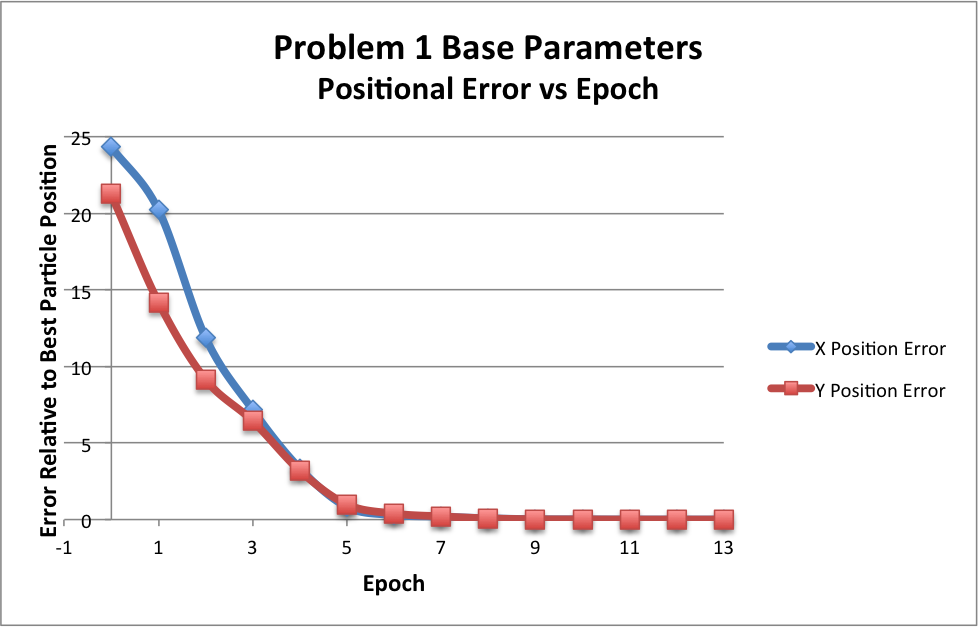 Problem 1 Base Parameters
Positional Error vs Epoch
Error Relative to Best Particle Position
25
20
15
10
5
0
-1
1
3
5
7
9
11
13
Epoch
X Position Error
Y Position Error